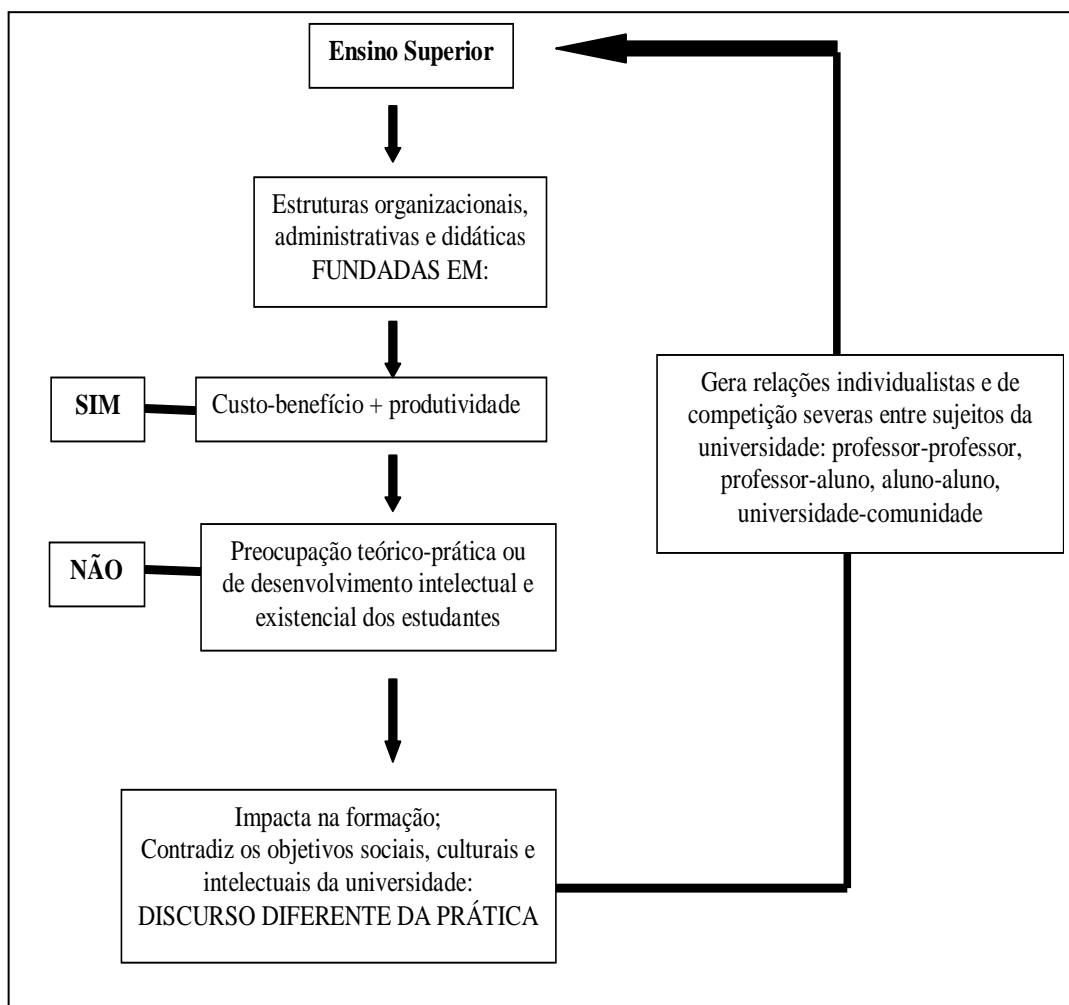 Ensino Superior
Estruturas organizacionais,
administrativas e didáticas
FUNDADAS EM:
SIM
Custo-benefício + produtividade
NÃO
Preocupação teórico-prática ou
de desenvolvimento intelectual e
existencial dos estudantes
Impacta na formação;
Contradiz os objetivos sociais, culturais e
intelectuais da universidade:
DISCURSO DIFERENTE DA PRÁTICA
Gera relações individualistas e de
competição severas entre sujeitos da
universidade: professor-professor,
professor-aluno, aluno-aluno,
universidade-comunidade